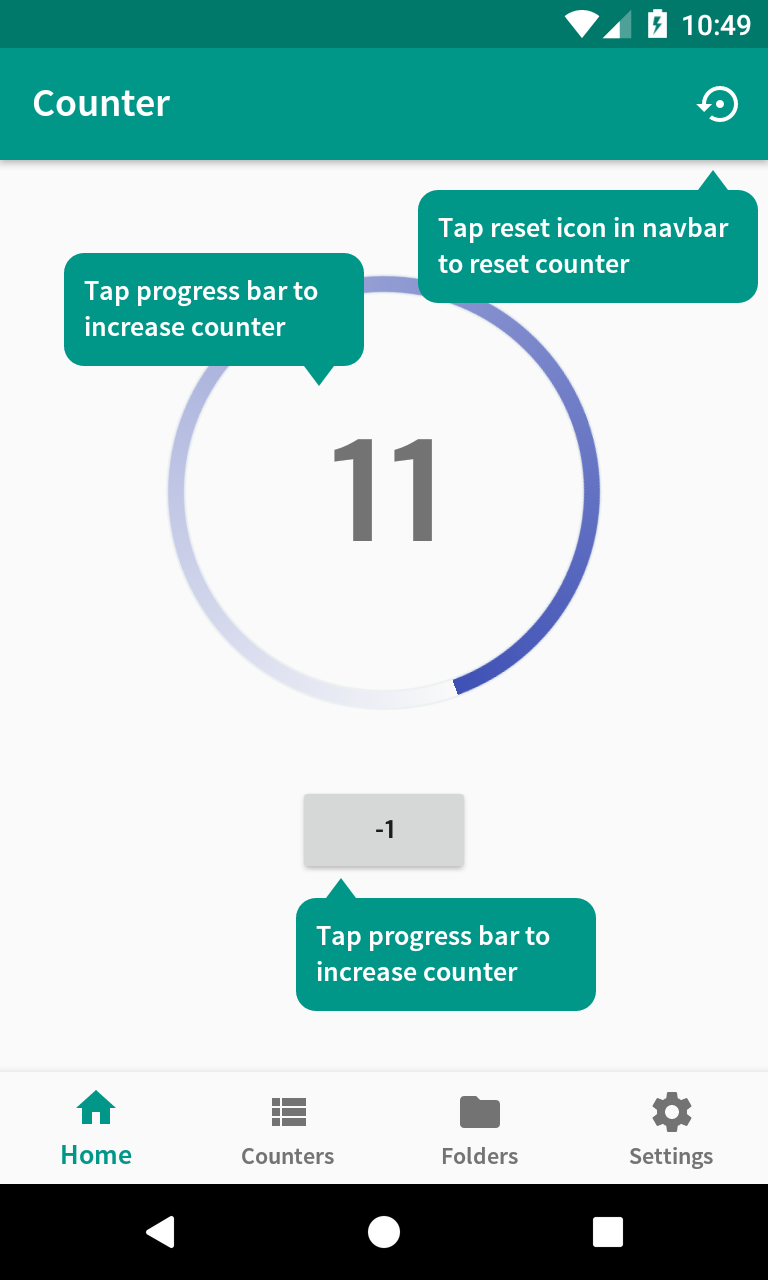 10:49
Counter
Tap reset icon in navbar
to reset counter
Tap progress bar to
increase counter
11
-1
Tap progress bar to
increase counter
Home
Counters
Folders
Settings